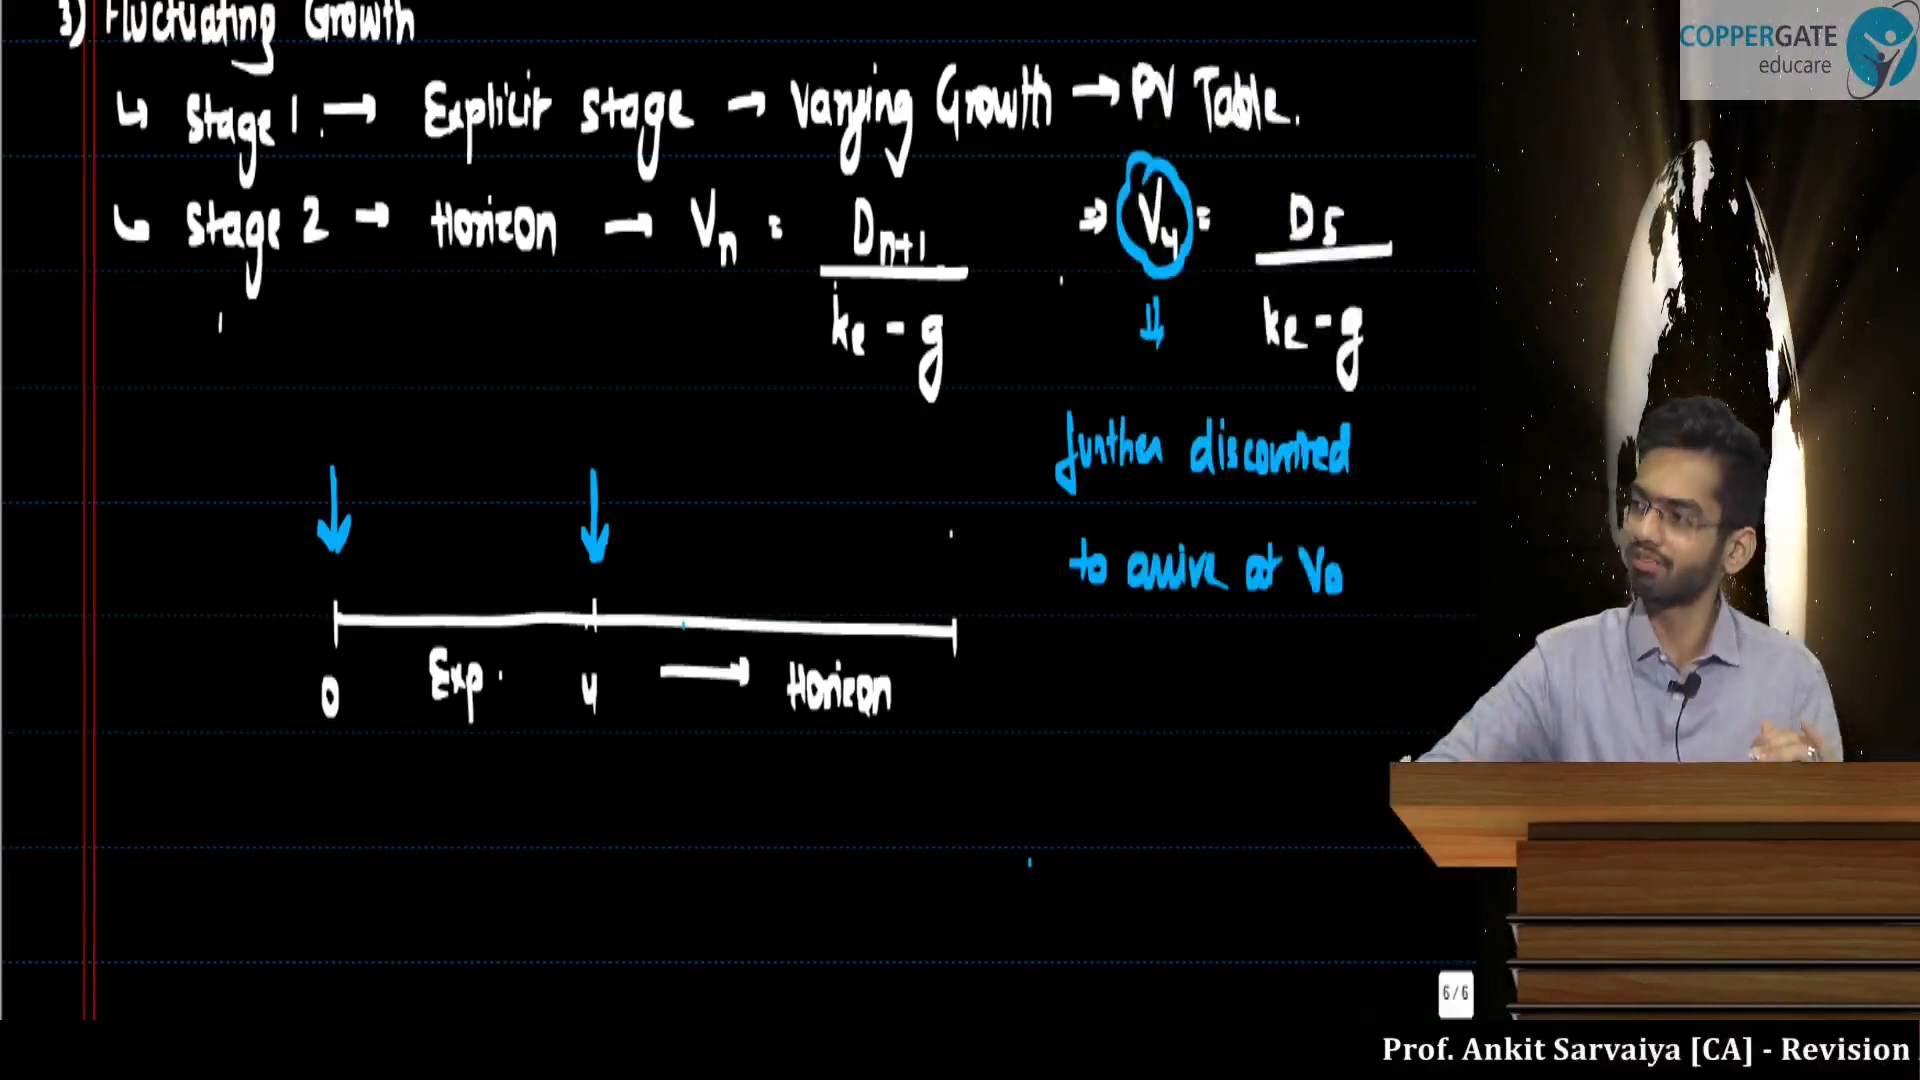 3) Fluctuating Growth
↳ Stage 1 → Explicit stage → Varying Growth → PV Table.
↳ Stage 2 → Horizon → Vn = Dn+1 / ke - g ⇒ V4 = D5 / ke - g
further discounted
to arrive at V0
0 Exp. 4 → Horizon
COPPERGATE
educare
6/6
Prof. Ankit Sarvaiya [CA] - Revision